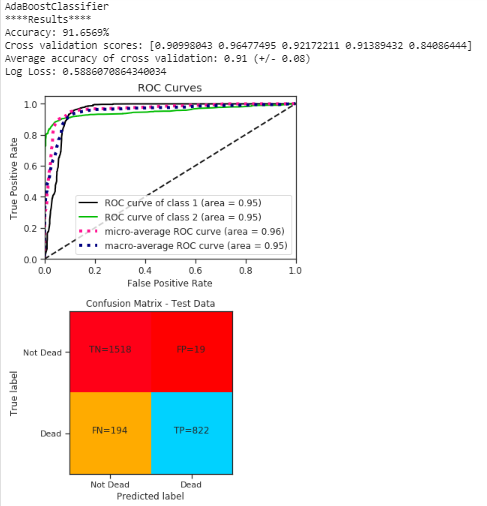 AdaBoostClassifier
****Results****
Accuracy: 91.6569%
Cross validation scores: [0.90998043 0.96477495 0.92172211 0.91389432 0.84086444]
Average accuracy of cross validation: 0.91 (+/- 0.08)
Log Loss: 0.5886070864340034
ROC Curves
True Positive Rate
1.0
0.8
0.6
0.4
0.2
0.0
ROC curve of class 1 (area = 0.95)
ROC curve of class 2 (area = 0.95)
micro-average ROC curve (area = 0.96)
macro-average ROC curve (area = 0.95)
0.0 0.2 0.4 0.6 0.8 1.0
False Positive Rate
Confusion Matrix - Test Data
True label
Not Dead
TN=1518 FP=19
Dead
FN=194 TP=822
Not Dead Dead
Predicted label